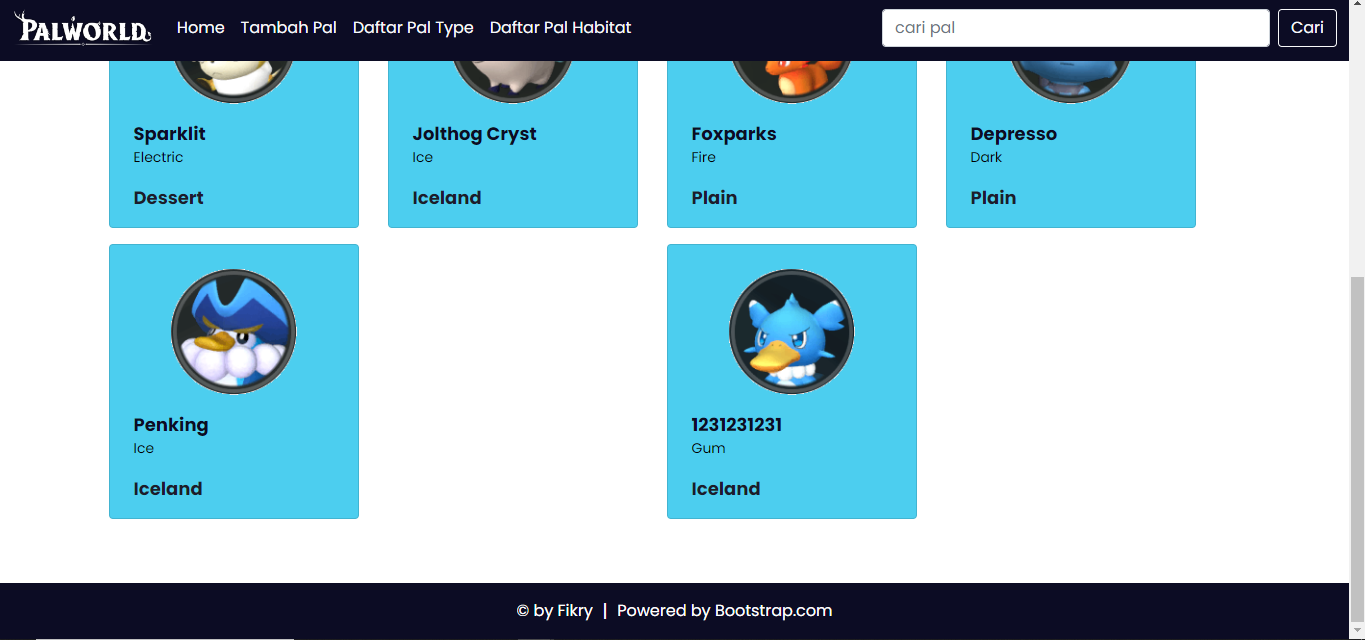 PALWORLD Home Tambah Pal Daftar Pal Type Daftar Pal Habitat cari pal Cari
Sparklit Jolthog Cryst Foxparks Depresso
Electric Ice Fire Dark
Dessert Iceland Plain Plain
Penking 1231231231
Ice Gum
Iceland Iceland
© by Fikry | Powered by Bootstrap.com